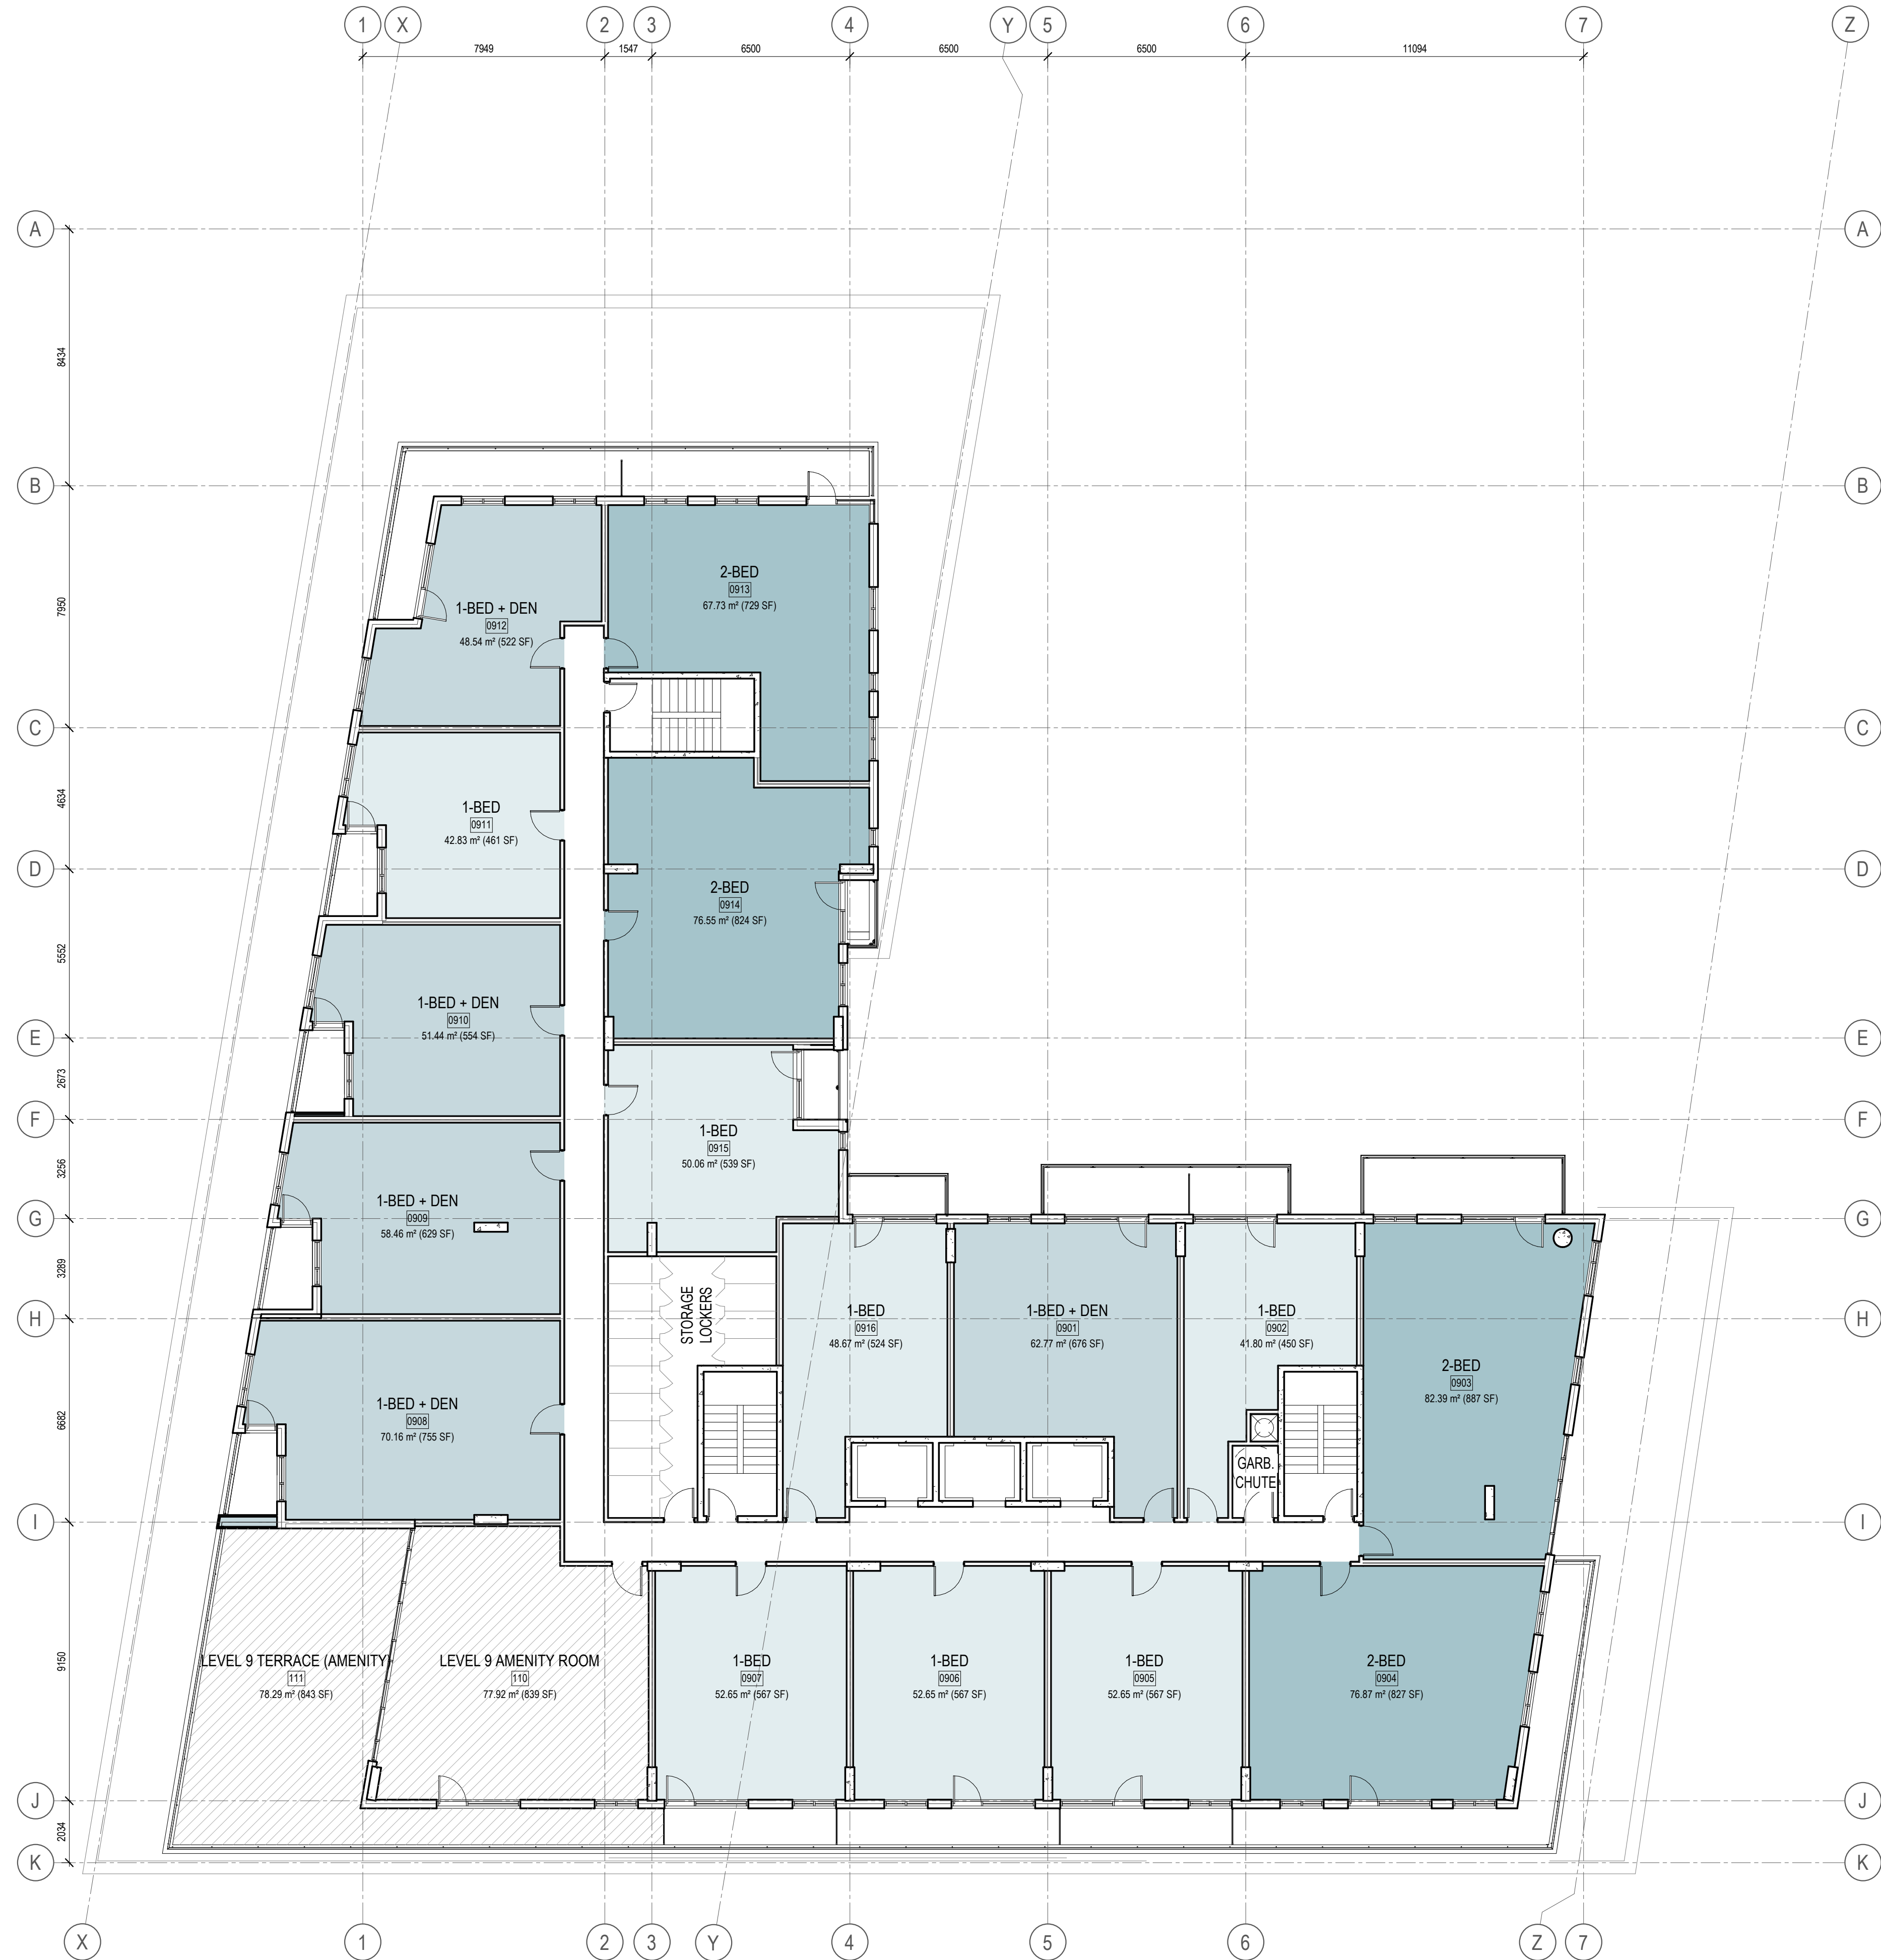 1 X 2 3 4 Y 5 6 7 Z
7949 1547 6500 6500 6500 11094
A A
8434
B B
7950
2-BED
0913
67.73 m² (729 SF)
1-BED + DEN
0912
48.54 m² (522 SF)
C C
4634
1-BED
0911
42.83 m² (461 SF)
D D
2-BED
0914
76.55 m² (824 SF)
5552
1-BED + DEN
0910
51.44 m² (554 SF)
E E
2673
F F
1-BED
0915
50.06 m² (539 SF)
3256
1-BED + DEN
0909
58.46 m² (629 SF)
G G
3289
STORAGE
LOCKERS
H H
1-BED
0916
48.67 m² (524 SF)
1-BED + DEN
0901
62.77 m² (676 SF)
1-BED
0902
41.80 m² (450 SF)
2-BED
0903
82.39 m² (887 SF)
6682
1-BED + DEN
0908
70.16 m² (755 SF)
GARB.
CHUTE
I I
9150
LEVEL 9 TERRACE (AMENITY)
111
78.29 m² (843 SF)
LEVEL 9 AMENITY ROOM
110
77.92 m² (839 SF)
1-BED
0907
52.65 m² (567 SF)
1-BED
0906
52.65 m² (567 SF)
1-BED
0905
52.65 m² (567 SF)
2-BED
0904
76.87 m² (827 SF)
J J
2034
K K
X 1 2 3 Y 4 5 6 Z 7